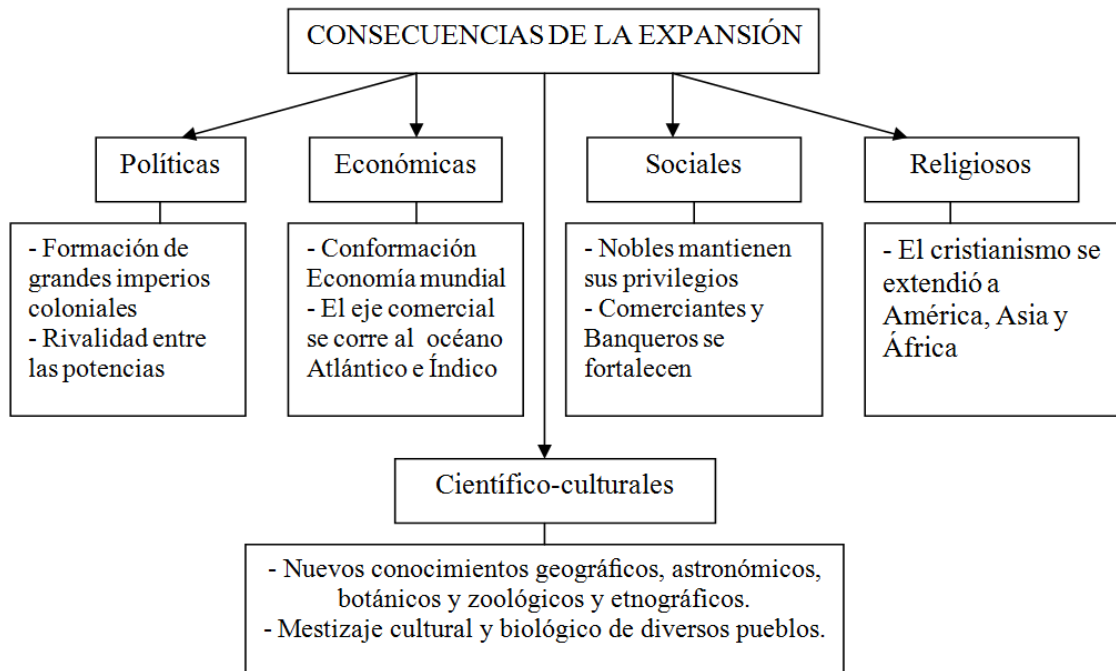 CONSECUENCIAS DE LA EXPANSIÓN
Políticas
- Formación de
grandes imperios
coloniales
- Rivalidad entre
las potencias
Económicas
- Conformación
Economía mundial
- El eje comercial
se corre al océano
Atlántico e Índico
Sociales
- Nobles mantienen
sus privilegios
- Comerciantes y
Banqueros se
fortalecen
Religiosos
- El cristianismo se
extendió a
América, Asia y
África
Científico-culturales
- Nuevos conocimientos geográficos, astronómicos,
botánicos y zoológicos y etnográficos.
- Mestizaje cultural y biológico de diversos pueblos.